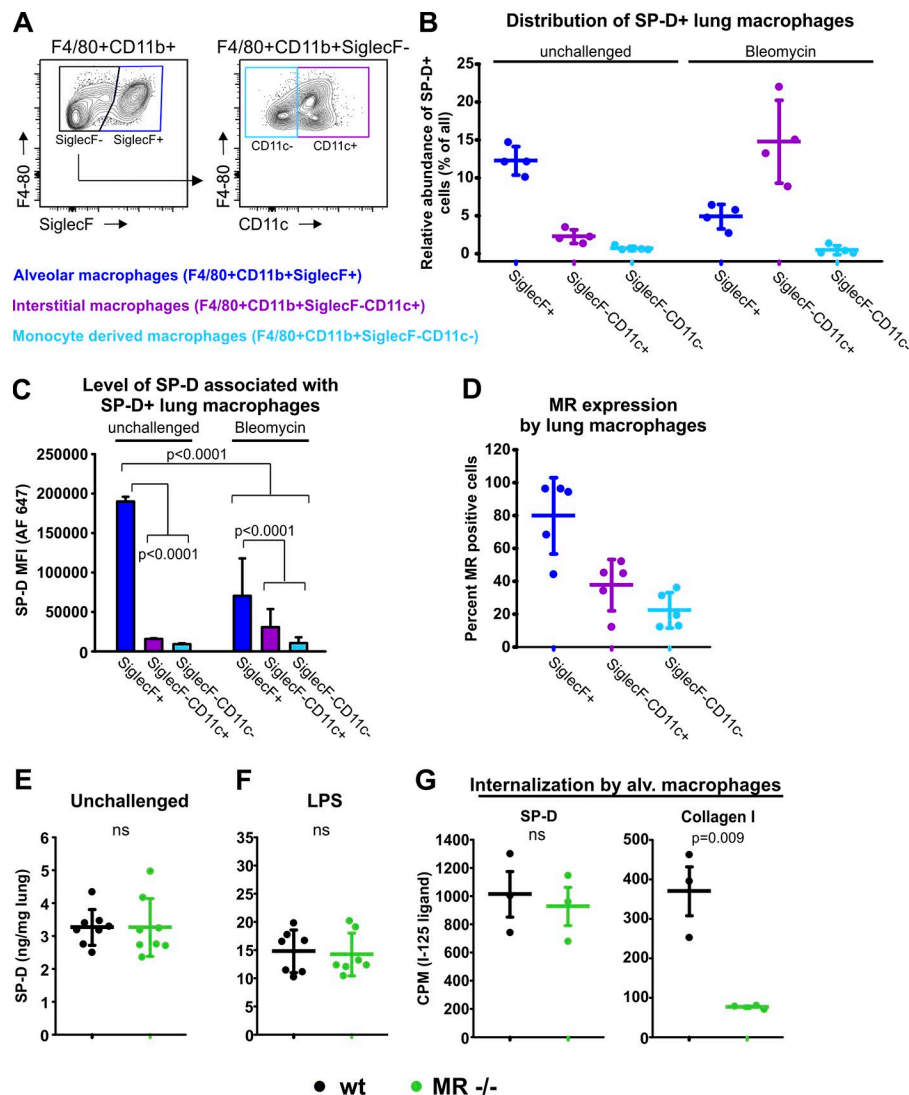 A
F4/80+CD11b+
F4/80+CD11b+SiglecF-
SiglecF-
SiglecF+
CD11c-
CD11c+
F4-80
F4-80
SiglecF
CD11c
Alveolar macrophages (F4/80+CD11b+SiglecF+)
Interstitial macrophages (F4/80+CD11b+SiglecF-CD11c+)
Monocyte derived macrophages (F4/80+CD11b+SiglecF-CD11c-)
B
Distribution of SP-D+ lung macrophages
unchallenged
Bleomycin
Relative abundance of SP-D+
cells (% of all)
25
20
15
10
5
0
SiglecF+
SiglecF-CD11c+
SiglecF-CD11c-
SiglecF+
SiglecF-CD11c+
SiglecF-CD11c-
C
Level of SP-D associated with
SP-D+ lung macrophages
unchallenged
Bleomycin
SP-D MFI (AF 647)
250000
200000
150000
100000
50000
0
p<0.0001
p<0.0001
p<0.0001
SiglecF+
SiglecF-CD11c+
SiglecF-CD11c-
SiglecF+
SiglecF-CD11c+
SiglecF-CD11c-
D
MR expression
by lung macrophages
Percent MR positive cells
120
100
80
60
40
20
0
SiglecF+
SiglecF-CD11c+
SiglecF-CD11c-
E
Unchallenged
ns
SP-D (ng/mg lung)
6
5
4
3
2
1
0
F
LPS
ns
35
30
25
20
15
10
5
0
G
Internalization by alv. macrophages
SP-D
ns
CPM (I-125 ligand)
1400
1200
1000
800
600
400
200
0
Collagen I
p=0.009
500
400
300
200
100
0
wt
MR -/-